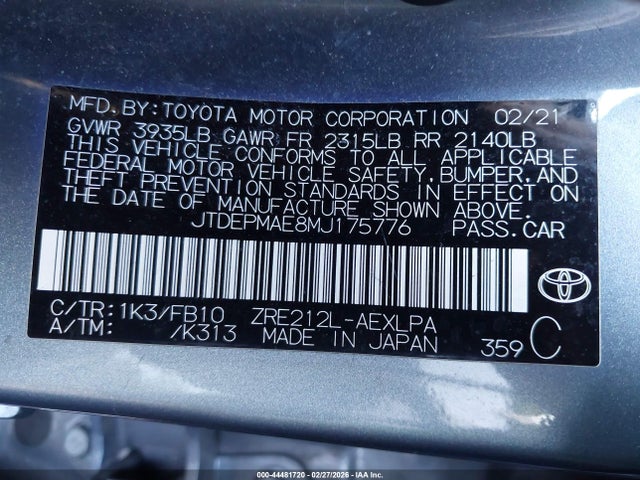 MFD.BY:TOYOTA MOTOR CORPORATION 02/21
GVWR 3935LB GAWR FR 2315LB RR 2140LB
THIS VEHICLE CONFORMS TO ALL APPLICABLE
FEDERAL MOTOR VEHICLE SAFETY,BUMPER,AND
THEFT PREVENTION STANDARDS IN EFFECT ON
THE DATE OF MANUFACTURE SHOWN ABOVE.
JTDEPMAE8MJ175776 PASS.CAR
C/TR:1K3/FB10 ZRE212L-AEXLPA
A/TM: /K313 MADE IN JAPAN 359 C
TOYOTA
000-44481720 - 02/27/2026 - IAA Inc.